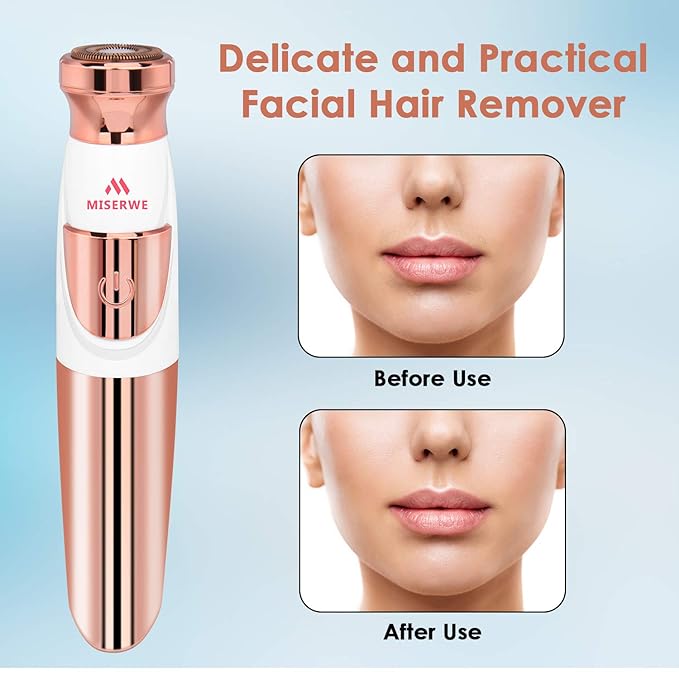 Delicate and Practical
Facial Hair Remover
MISERWE
Before Use
After Use